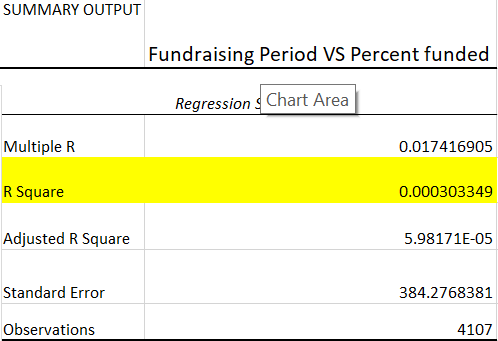 SUMMARY OUTPUT
Fundraising Period VS Percent funded
Regression S
Chart Area
Multiple R 0.017416905
R Square 0.000303349
Adjusted R Square 5.98171E-05
Standard Error 384.2768381
Observations 4107